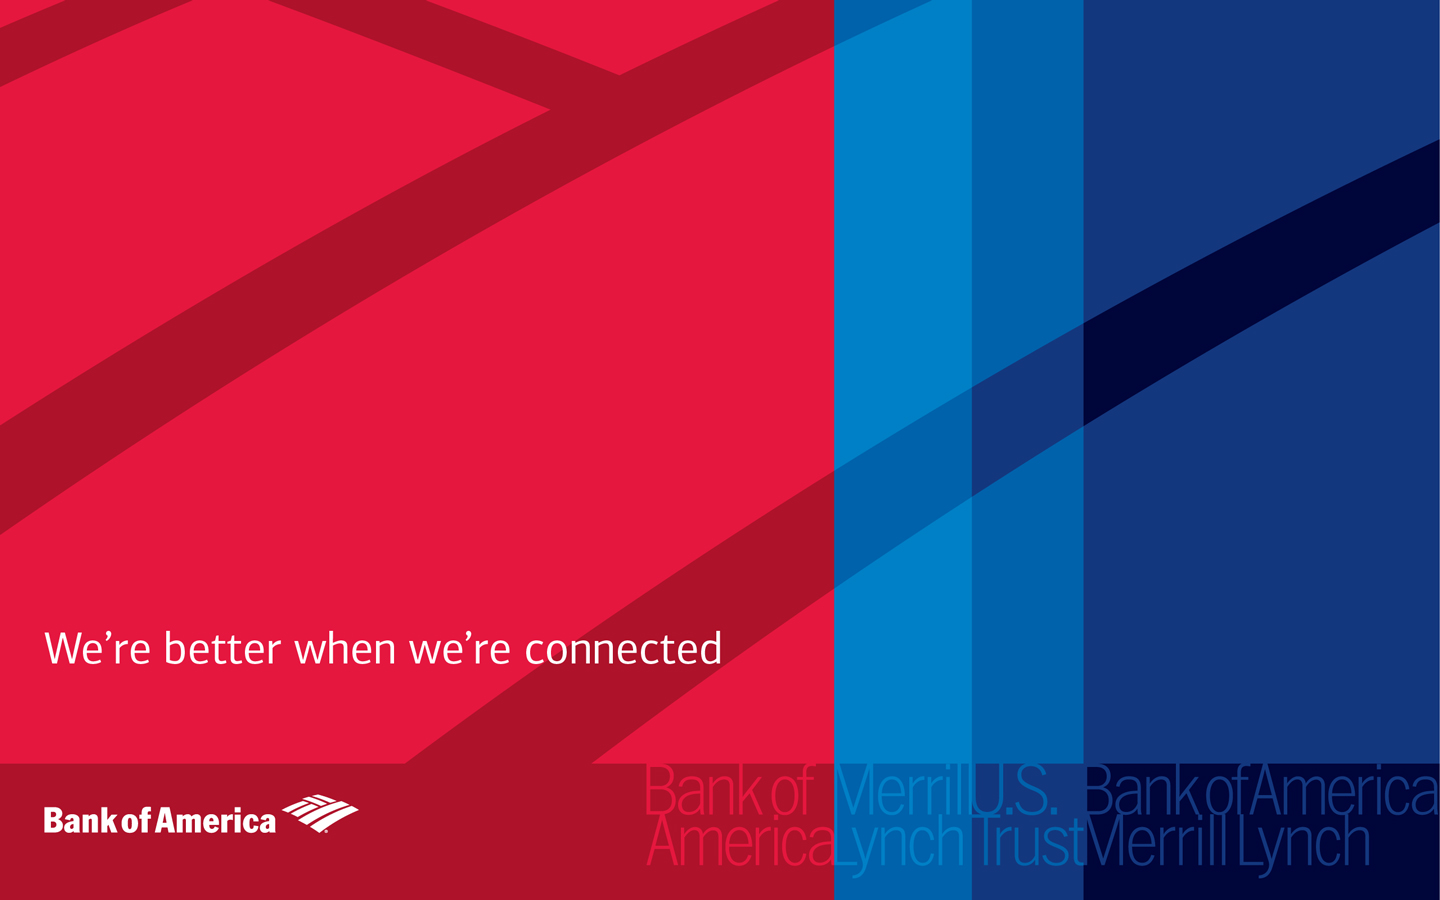 We’re better when we’re connected
Bank of America
Bank of
America
Merrill
Lynch
U.S.
Trust
Bank of America
Merrill Lynch